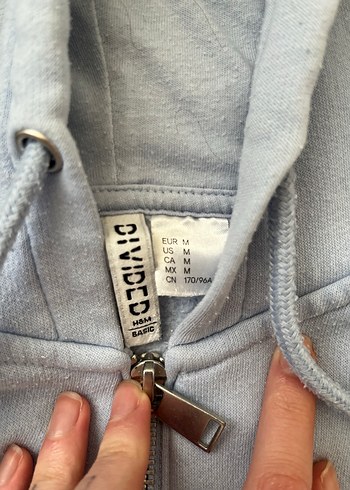 DIVIDED
H&M
BASIC
EUR M
US M
CA M
MX M
CN 170/96A